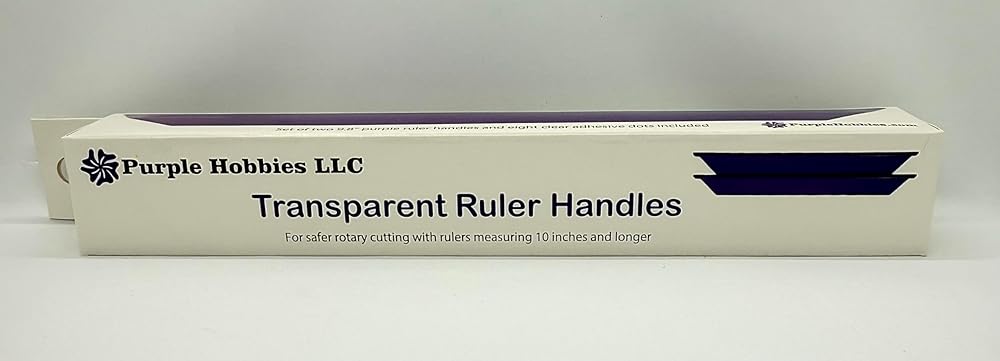 Set of two 9.8" purple ruler handles and eight clear adhesive dots included
PurpleHobbies.com
Purple Hobbies LLC
Transparent Ruler Handles
For safer rotary cutting with rulers measuring 10 inches and longer